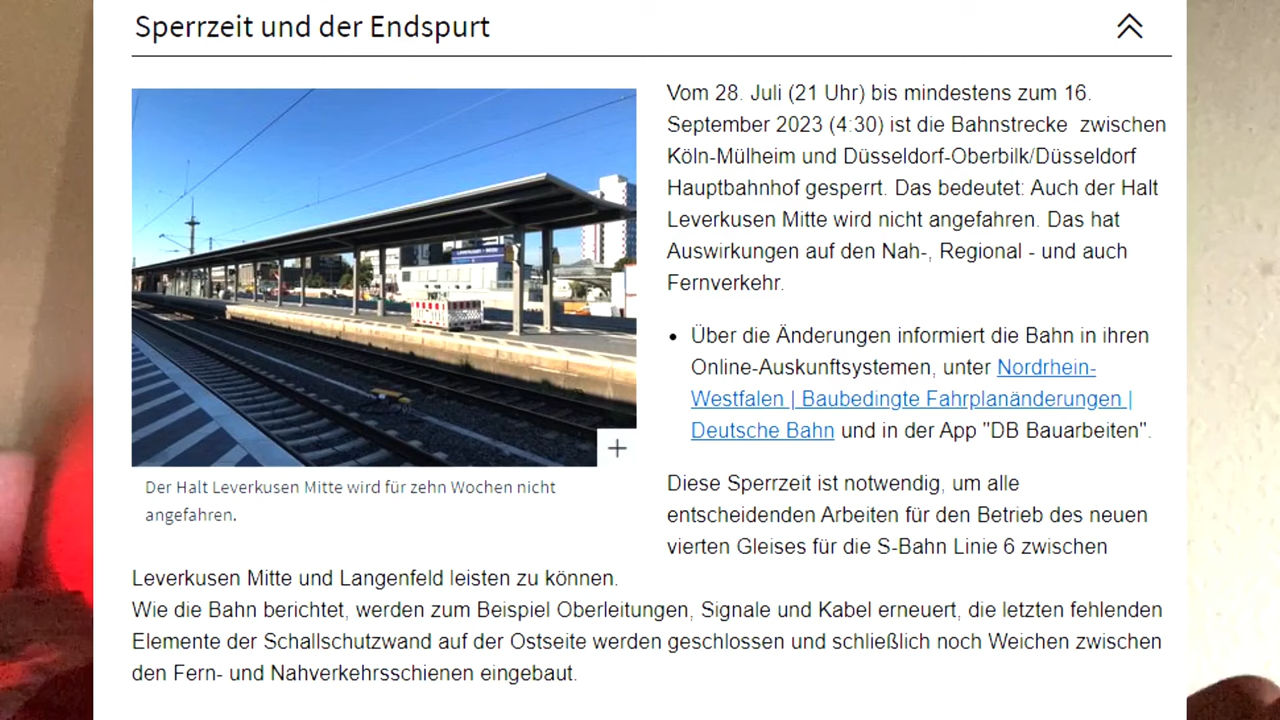 Sperrzeit und der Endspurt
Vom 28. Juli (21 Uhr) bis mindestens zum 16.
September 2023 (4:30) ist die Bahnstrecke zwischen
Köln-Mülheim und Düsseldorf-Oberbilk/Düsseldorf
Hauptbahnhof gesperrt. Das bedeutet: Auch der Halt
Leverkusen Mitte wird nicht angefahren. Das hat
Auswirkungen auf den Nah-, Regional - und auch
Fernverkehr.
• Über die Änderungen informiert die Bahn in ihren
Online-Auskunftsystemen, unter Nordrhein-
Westfalen | Baubedingte Fahrplanänderungen |
Deutsche Bahn und in der App "DB Bauarbeiten".
Der Halt Leverkusen Mitte wird für zehn Wochen nicht
angefahren.
Diese Sperrzeit ist notwendig, um alle
entscheidenden Arbeiten für den Betrieb des neuen
vierten Gleises für die S-Bahn Linie 6 zwischen
Leverkusen Mitte und Langenfeld leisten zu können.
Wie die Bahn berichtet, werden zum Beispiel Oberleitungen, Signale und Kabel erneuert, die letzten fehlenden
Elemente der Schallschutzwand auf der Ostseite werden geschlossen und schließlich noch Weichen zwischen
den Fern- und Nahverkehrsschienen eingebaut.